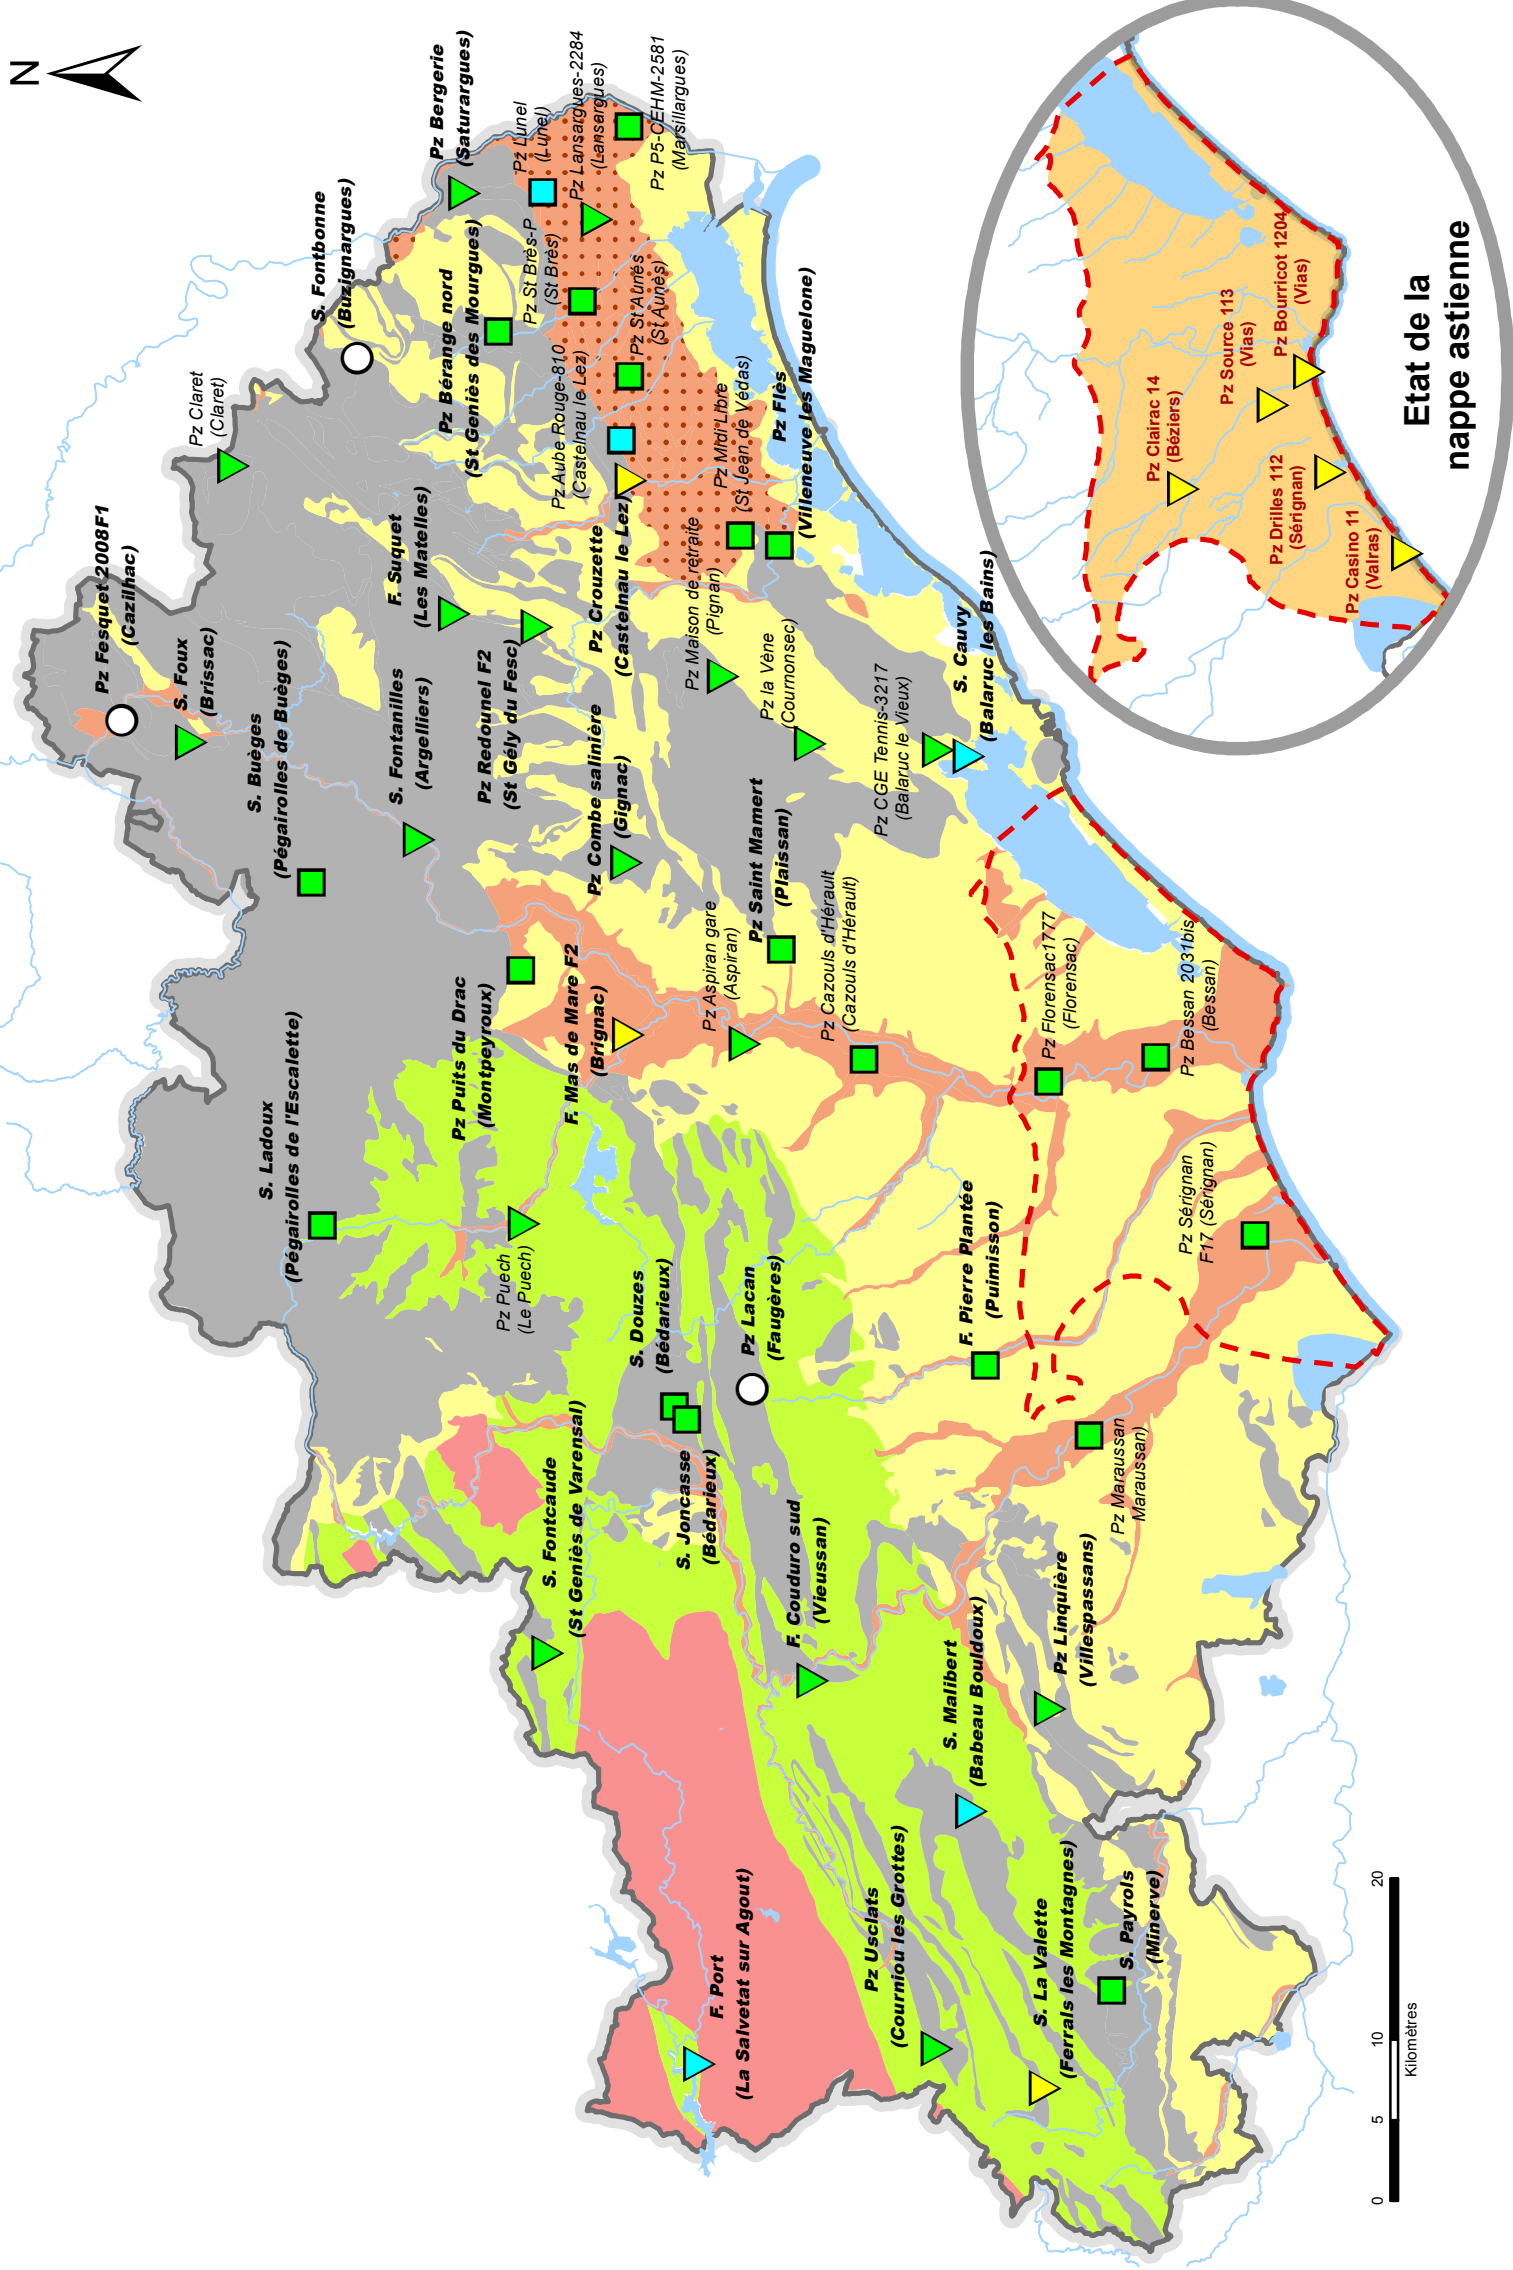 N
Pz Fesquet 2008F1
(Cazilhac)
S. Foux
(Brissac)
Pz Claret
(Claret)
S. Fontbonne
(Buzignargues)
Pz Bergerie
(Saturargues)
Pz Lunel
(Lunel)
Pz Lansargues-2284
(Lansargues)
Pz P5-CEHM-2581
(Marsillargues)
S. Buèges
(Pégairolles de Buèges)
S. Fontanilles
(Argelliers)
F. Suquet
(Les Matelles)
Pz Bérange nord
(St Geniès des Mourgues)
Pz St Brès-P
(St Brès)
Pz St Aunès
(St Aunès)
Pz Aube Rouge-810
(Castelnau le Lez)
Pz Redounel F2
(St Gély du Fesc)
Pz Crouzette
(Castelnau le Lez)
Pz Midi Libre
(St Jean de Védas)
Pz Flès
(Villeneuve les Maguelone)
Pz Maison de retraite
(Pignan)
Pz la Vène
(Cournonsec)
Pz CGE Tennis-3217
(Balaruc le Vieux)
S. Cauvy
(Balaruc les Bains)
S. Ladoux
(Pégairolles de l'Escalette)
Pz Puits du Drac
(Montpeyroux)
Pz Combe salinière
(Gignac)
F. Mas de Mare F2
(Brignac)
Pz Saint Mamert
(Plaissan)
Pz Aspiran gare
(Aspiran)
Pz Cazouls d'Hérault
(Cazouls d'Hérault)
Pz Florensac1777
(Florensac)
Pz Bessan 2031bis
(Bessan)
Pz Puech
(Le Puech)
S. Douzes
(Bédarieux)
Pz Lacan
(Faugères)
F. Pierre Plantée
(Puimisson)
Pz Sérignan
F17 (Sérignan)
S. Fontcaude
(St Geniès de Varensal)
S. Joncasse
(Bédarieux)
F. Couduro sud
(Vieussan)
Pz Maraussan
Maraussan)
S. Malibert
(Babeau Bouldoux)
Pz Linquière
(Villespassans)
F. Port
(La Salvetat sur Agout)
Pz Usclats
(Courniou les Grottes)
S. La Valette
(Ferrals les Montagnes)
S. Payrols
(Minerve)
0 5 10 20
Kilomètres
Pz Clairac 14
(Béziers)
Pz Source 113
(Vias)
Pz Bourricot 1204
(Vias)
Pz Drilles 112
(Sérignan)
Pz Casino 11
(Valras)
Etat de la
nappe astienne